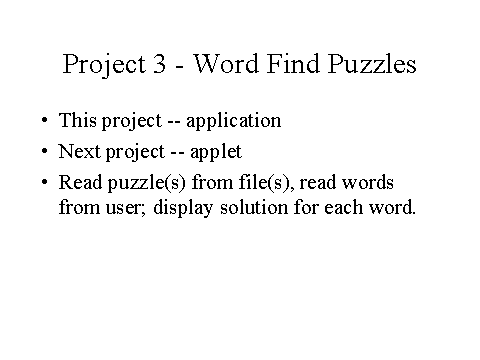 Project 3 - Word Find Puzzles
• This project -- application
• Next project -- applet
• Read puzzle(s) from file(s), read words
from user; display solution for each word.